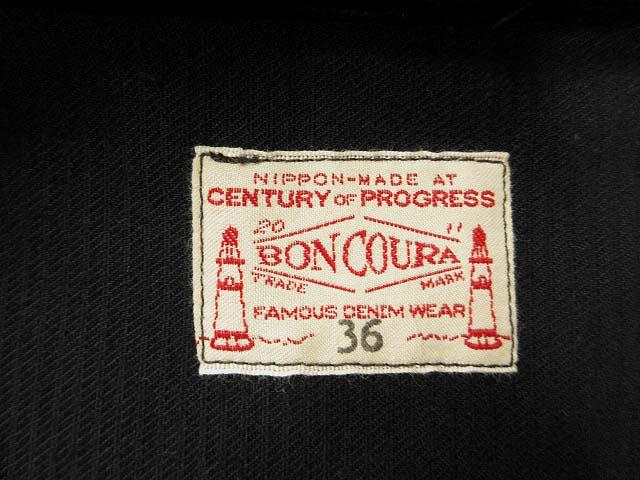 NIPPON-MADE AT
CENTURY OF PROGRESS
20 11
BONCOURA
TRADE MARK
FAMOUS DENIM WEAR
36